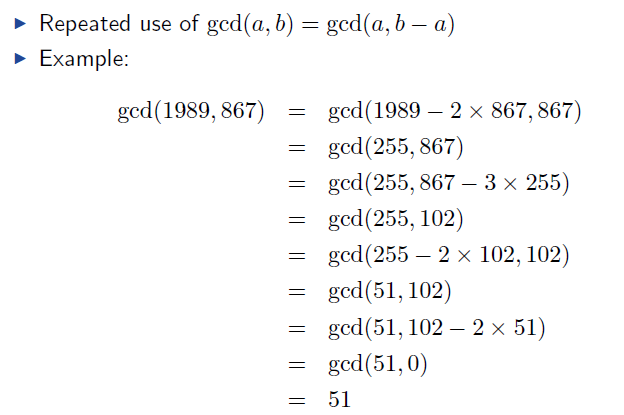 ▶ Repeated use of gcd(a, b) = gcd(a, b − a)
▶ Example:
gcd(1989, 867) = gcd(1989 − 2 × 867, 867)
= gcd(255, 867)
= gcd(255, 867 − 3 × 255)
= gcd(255, 102)
= gcd(255 − 2 × 102, 102)
= gcd(51, 102)
= gcd(51, 102 − 2 × 51)
= gcd(51, 0)
= 51